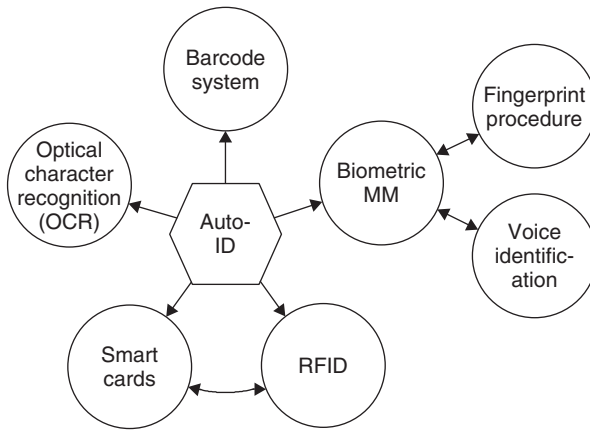 Barcode
system
Fingerprint
procedure
Optical
character
recognition
(OCR)
Biometric
MM
Auto-
ID
Voice
identific-
ation
Smart
cards
RFID